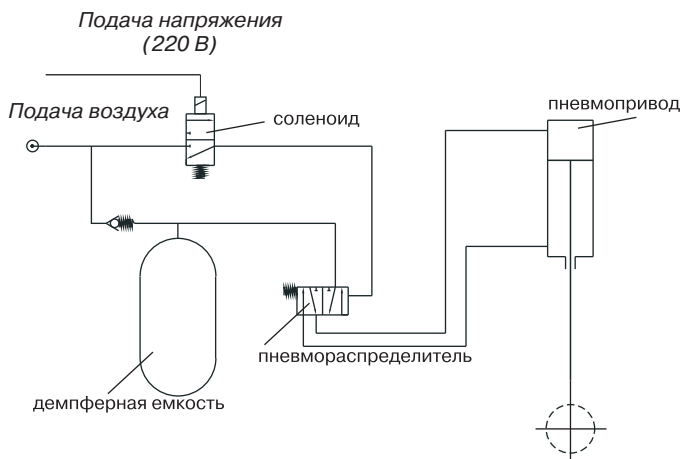 Подача напряжения
(220 В)
Подача воздуха
соленоид
пневмопривод
пневмораспределитель
демпферная емкость